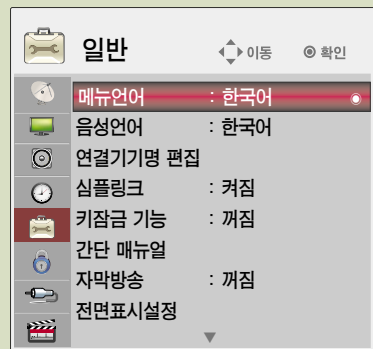 일반 이동 확인
메뉴언어 : 한국어
음성언어 : 한국어
연결기기명 편집
심플링크 : 켜짐
키잠금 기능 : 꺼짐
간단 매뉴얼
자막방송 : 꺼짐
전면표시설정